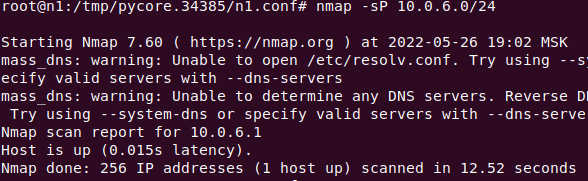 root@n1:/tmp/pycore.34385/n1.conf# nmap -sP 10.0.6.0/24
Starting Nmap 7.60 ( https://nmap.org ) at 2022-05-26 19:02 MSK
mass_dns: warning: Unable to open /etc/resolv.conf. Try using --sy
ecify valid servers with --dns-servers
mass_dns: warning: Unable to determine any DNS servers. Reverse D
Try using --system-dns or specify valid servers with --dns-serve
Nmap scan report for 10.0.6.1
Host is up (0.015s latency).
Nmap done: 256 IP addresses (1 host up) scanned in 12.52 seconds